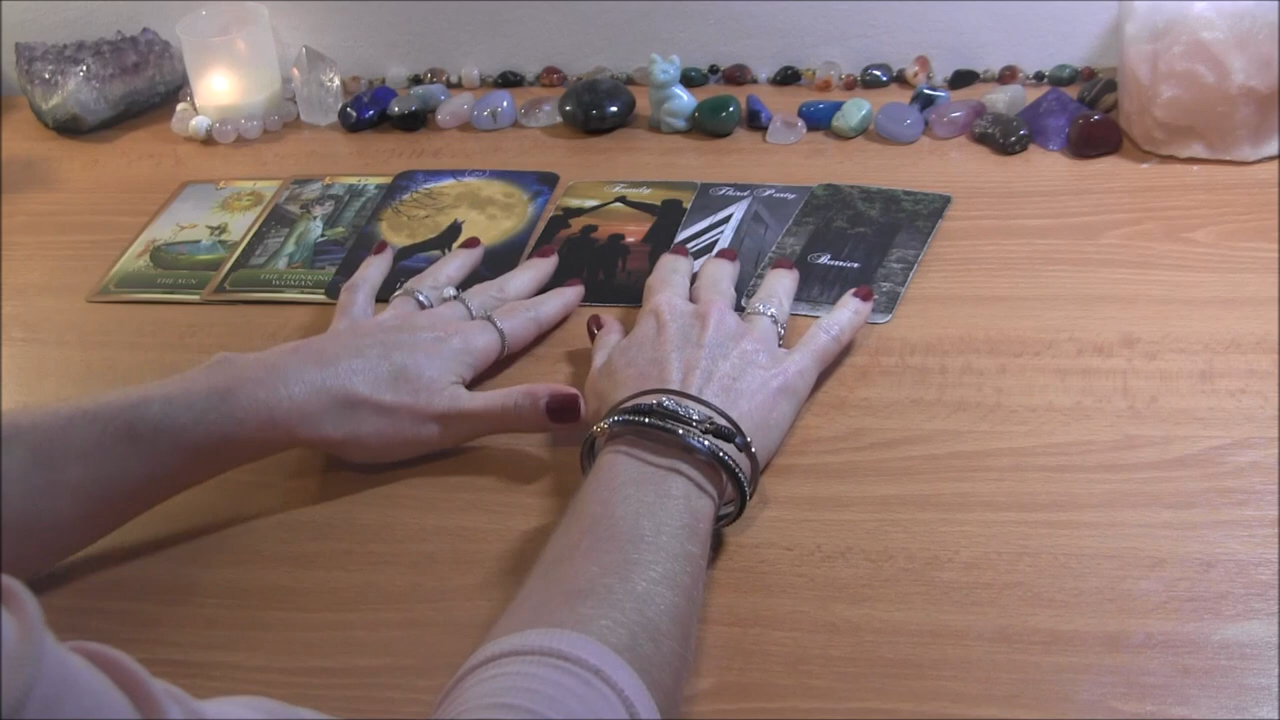 THE SUN
THE THINKING
WOMAN
Family
Third Party
Barrier